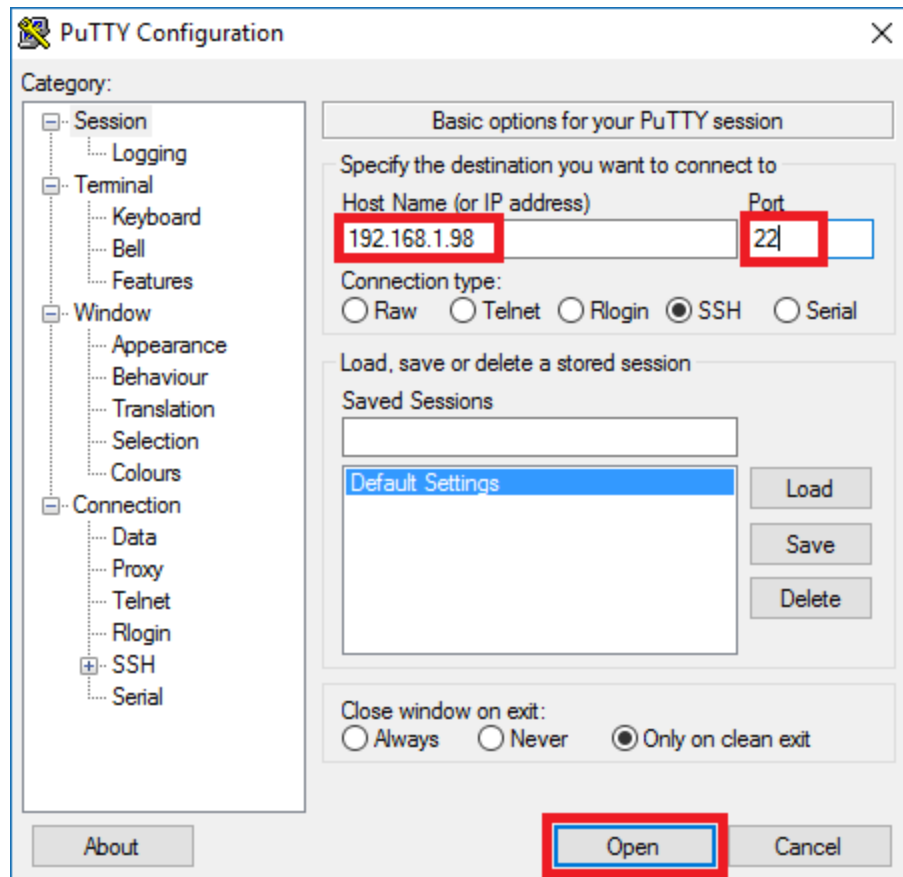 PuTTY Configuration
Category:
Session
Logging
Terminal
Keyboard
Bell
Features
Window
Appearance
Behaviour
Translation
Selection
Colours
Connection
Data
Proxy
Telnet
Rlogin
SSH
Serial
Basic options for your PuTTY session
Specify the destination you want to connect to
Host Name (or IP address) Port
192.168.1.98 22
Connection type:
Raw Telnet Rlogin SSH Serial
Load, save or delete a stored session
Saved Sessions
Default Settings
Load
Save
Delete
Close window on exit:
Always Never Only on clean exit
About Open Cancel